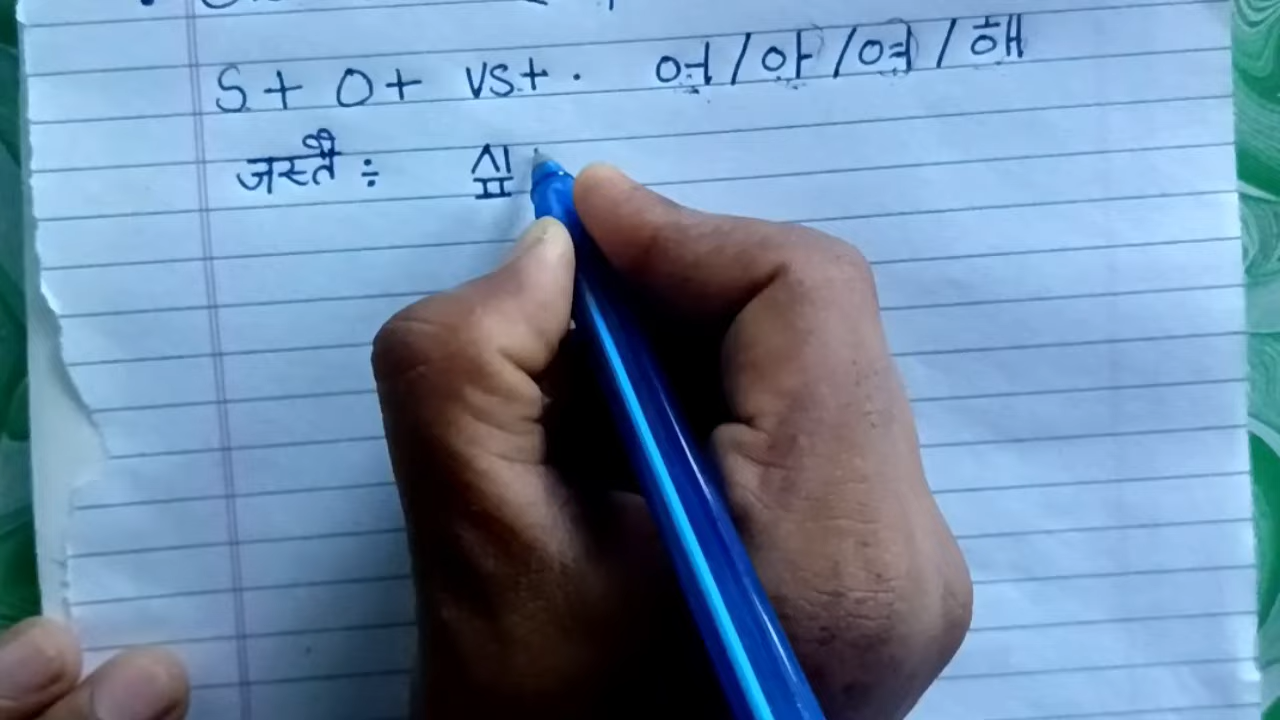 S + O + VS + . 어 / 아 / 여 / 해
जस्तै ÷ 싶